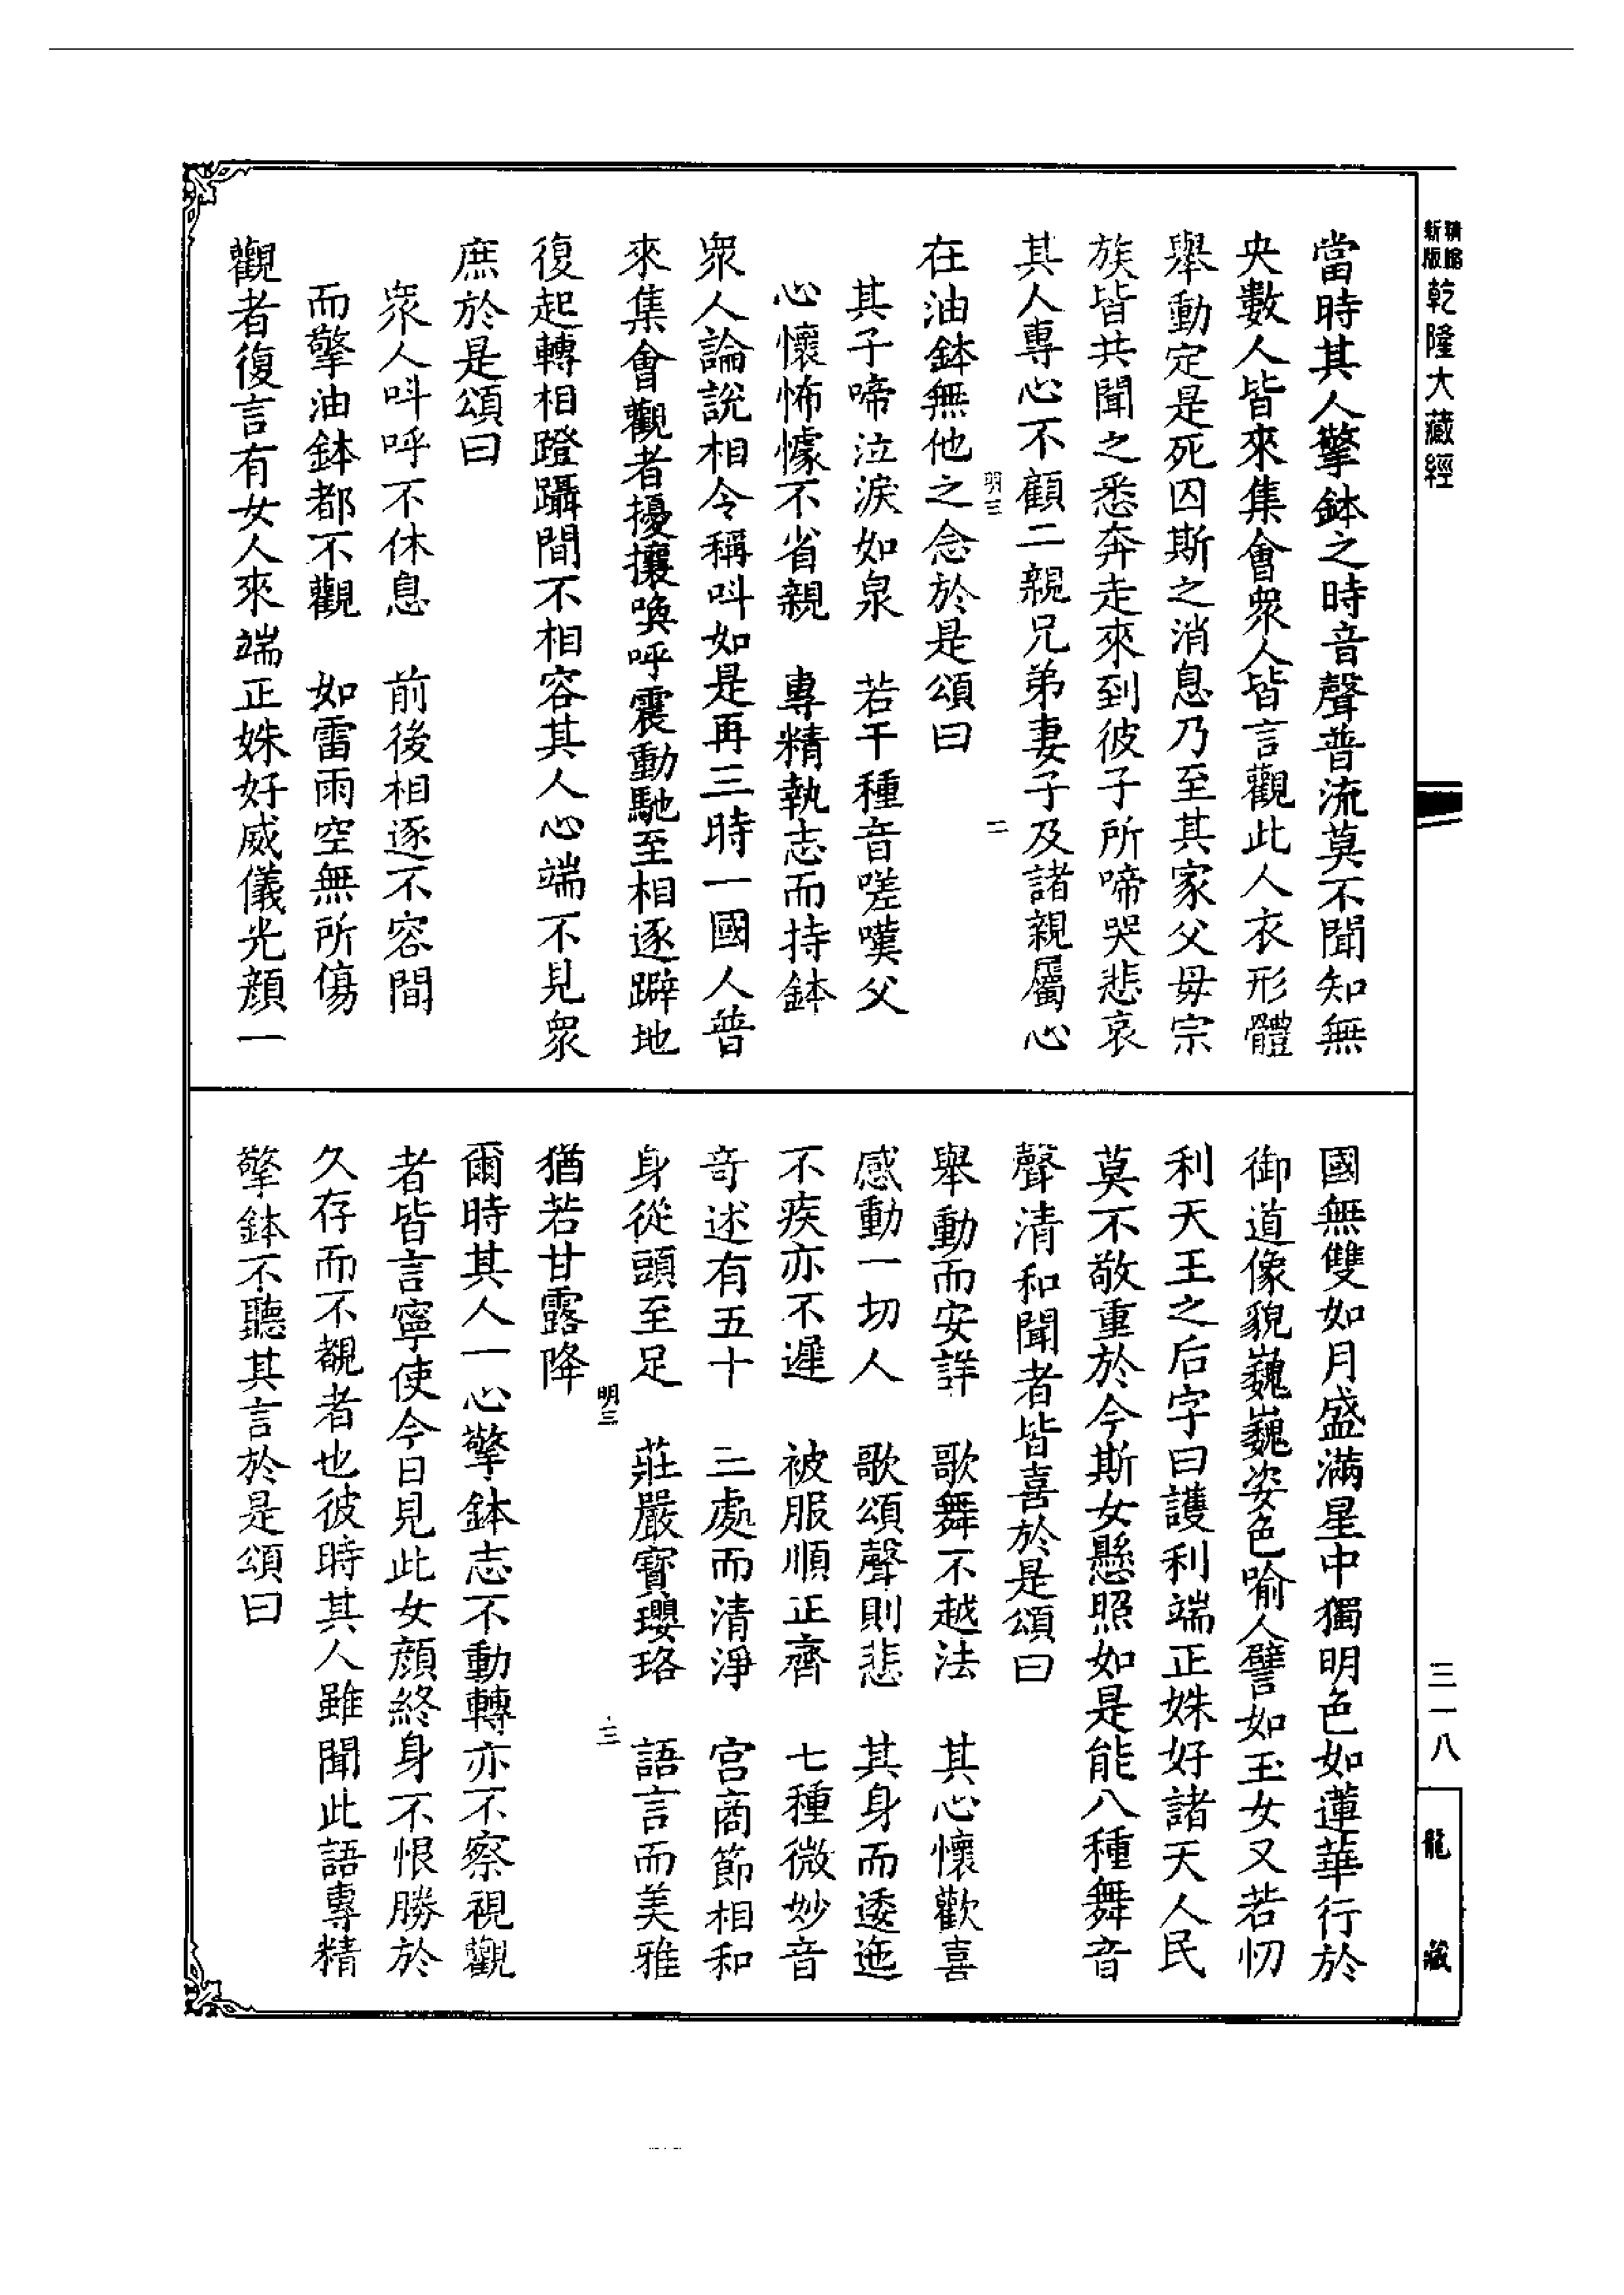 精縮
新版
乾隆大藏經
當時其人擎鉢之時音聲普流莫不聞知無
央數人皆來集會眾人皆言觀此人衣形體
舉動定是死囚斯之消息乃至其家父母宗
族皆共聞之悉奔走來到彼子所啼哭悲哀
其人專心不顧二親兄弟妻子及諸親屬心
明三
二
在油鉢無他之念於是頌曰
其子啼泣淚如泉　若干種音嗟嘆父
心懷怖懅不省親　專精執志而持鉢
眾人論說相令稱叫如是再三時一國人普
來集會觀者擾攘喚呼震動馳至相逐躃地
復起轉相蹬躡間不相容其人心端不見眾
庶於是頌曰
眾人叫呼不休息　前後相逐不容間
而擎油鉢都不觀　如雷雨空無所傷
觀者復言有女人來端正姝好威儀光顏一
國無雙如月盛滿星中獨明色如蓮華行於
御道像貌巍巍姿色喻人譬如玉女又若忉
利天王之后字曰護利端正姝好諸天人民
莫不敬重於今斯女懸照如是能八種舞音
聲清和聞者皆喜於是頌曰
舉動而安詳　歌舞不越法　其心懷歡喜
感動一切人　歌頌聲則悲　其身而逶迤
不疾亦不遲　被服順正齊　七種微妙音
奇述有五十　三處而清淨　宮商節相和
身從頭至足　莊嚴寶瓔珞　語言而美雅
明三
三
猶若甘露降
爾時其人一心擎鉢志不動轉亦不察視觀
者皆言寧使今日見此女顏終身不恨勝於
久存而不覩者也彼時其人雖聞此語專精
擎鉢不聽其言於是頌曰
三一八
龍藏